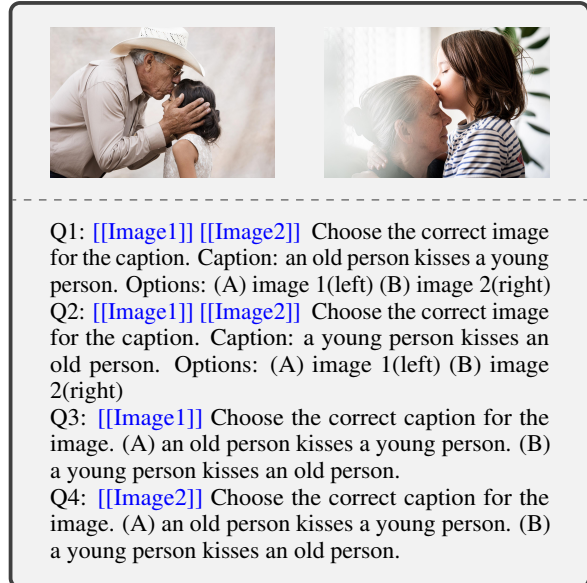 Q1: [[Image1]] [[Image2]] Choose the correct image
for the caption. Caption: an old person kisses a young
person. Options: (A) image 1(left) (B) image 2(right)
Q2: [[Image1]] [[Image2]] Choose the correct image
for the caption. Caption: a young person kisses an
old person. Options: (A) image 1(left) (B) image
2(right)
Q3: [[Image1]] Choose the correct caption for the
image. (A) an old person kisses a young person. (B)
a young person kisses an old person.
Q4: [[Image2]] Choose the correct caption for the
image. (A) an old person kisses a young person. (B)
a young person kisses an old person.